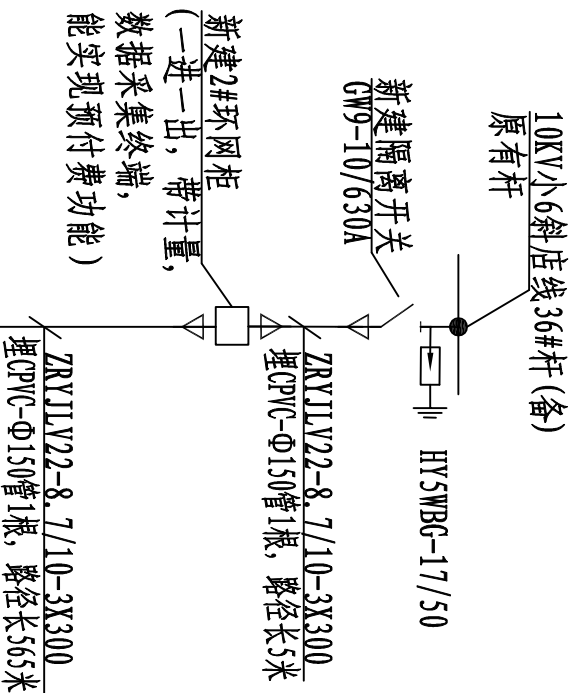 10KV小6斜店线36#杆(备)
原有杆
新建隔离开关
GW9-10/630A
HY5WBG-17/50
新建2#环网柜
(一进一出，带计量，
数据采集终端，
能实现预付费功能)
ZRYJLV22-8.7/10-3X300
埋CPVC-Φ150管1根，路径长5米
ZRYJLV22-8.7/10-3X300
埋CPVC-Φ150管1根，路径长565米